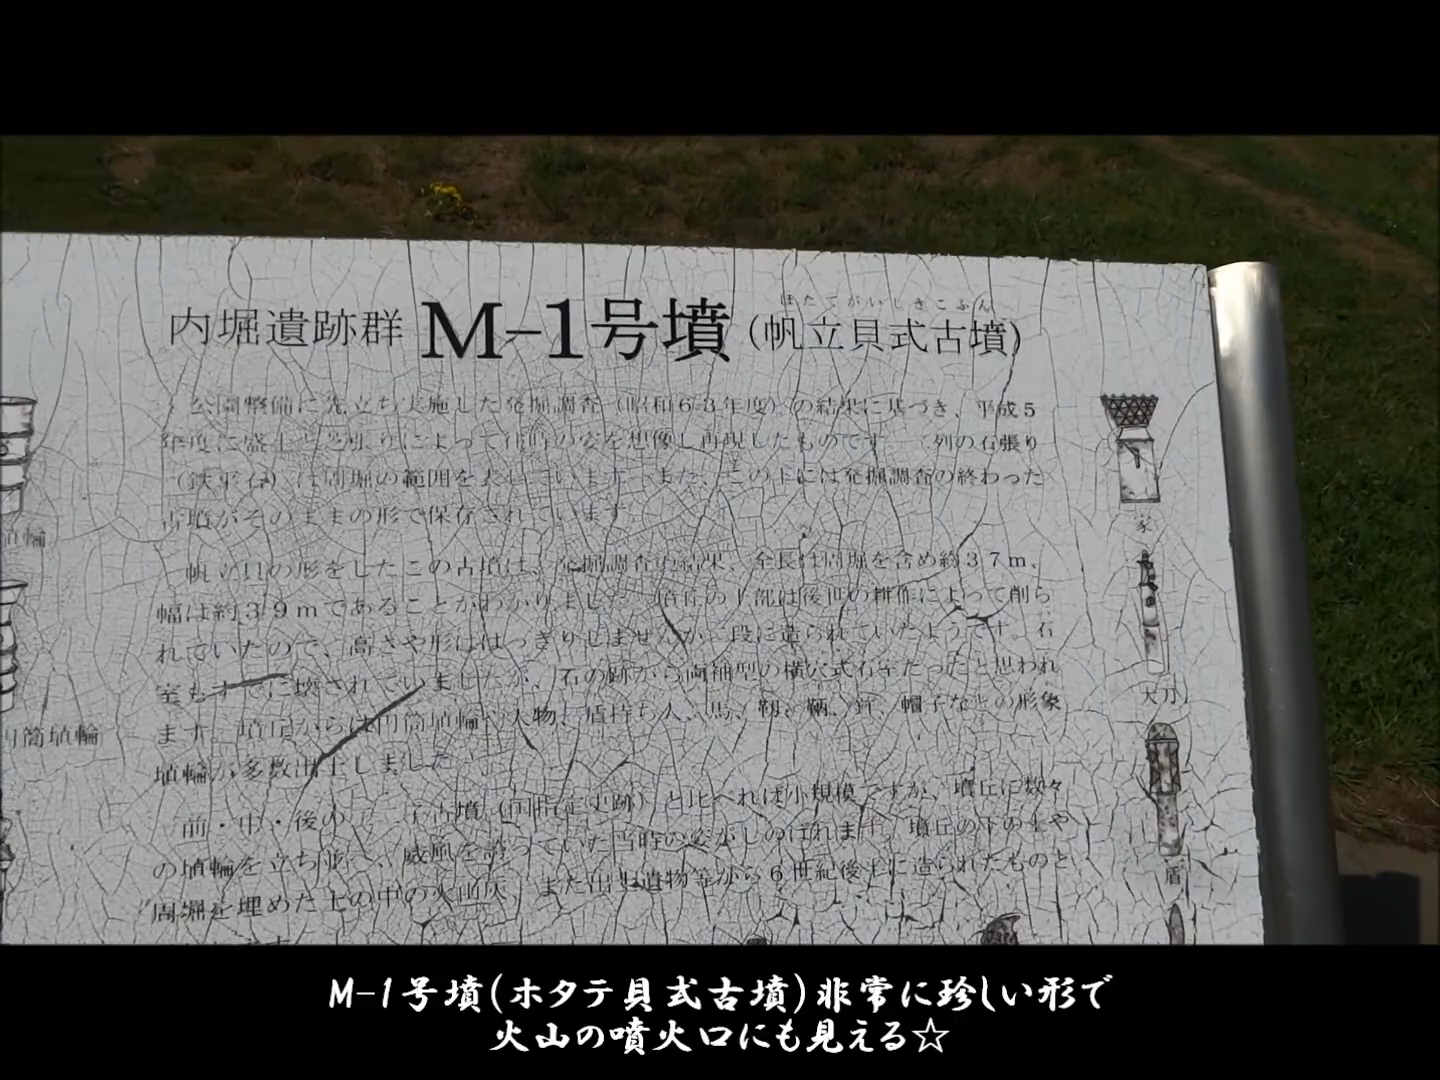 ほたてがいしきこふん
内堀遺跡群 M-1号墳 (帆立貝式古墳)
公園整備に先立ち実施した発掘調査(昭和63年度)の結果に基づき、平成5
年度に盛土と芝張りによって往時の姿を想像し再現したものです 列の石張り
(鉄平石)は周堀の範囲を表しています。また、この下には発掘調査の終わった
古墳がそのままの形で保存されています
帆立貝の形をしたこの古墳は、発掘調査の結果、全長は周堀を含め約37m、
幅は約39mであることがわかりました 墳丘の上部は後世の耕作によって削ら
れていたので、高さや形ははっきりしませんが、段に造られていたようです 石
室もすでに壊されていましたが、石の跡から両袖型の横穴式石室だったと思われ
ます 墳丘からは円筒埴輪や人物、盾持ち人、馬、靭、鞆、 帽子などの形象
埴輪が多数出土しました
前・中・後の 子古墳(国指定史跡)と比べれば小規模ですが、墳丘に数々
の埴輪を立ち並べ、威風を誇っていた当時の姿がしのばれます。墳丘の下の土や
周堀を埋めた土の中の火山灰、また出土遺物等から6世紀後半に造られたものと
家
大刀
盾
埴輪
円筒埴輪
M-1号墳(ホタテ貝式古墳)非常に珍しい形で
火山の噴火口にも見える☆